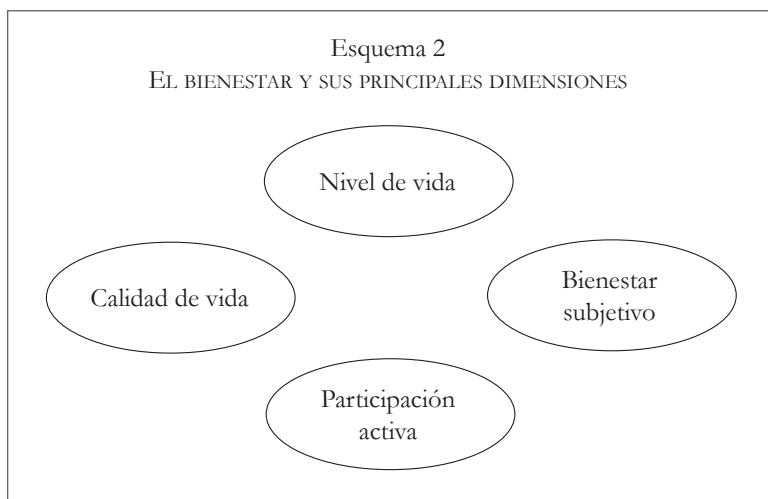 Esquema 2
El bienestar y sus principales dimensiones
Nivel de vida
Calidad de vida
Bienestar
subjetivo
Participación
activa